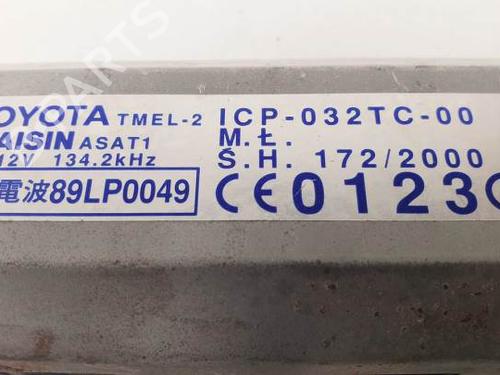 OYOTA TMEL-2 ICP-032TC-00
AISIN ASAT1 M.Ł.
12V 134.2kHz Ś.H. 172/2000
電波89LP0049 CE0123